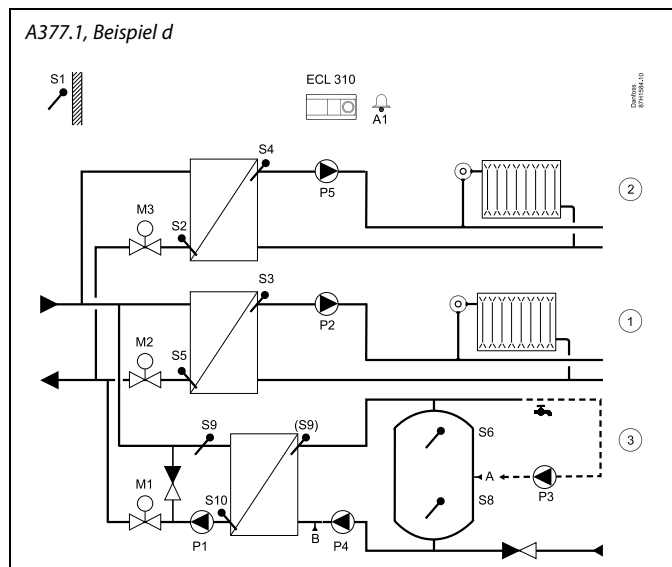 A377.1, Beispiel d
S1
ECL 310
A1
Danfoss
87H1584.10
S4
P5
2
M3
S2
S3
P2
1
M2
S5
S9
(S9)
S6
3
A
P3
M1
S10
S8
P1
B
P4